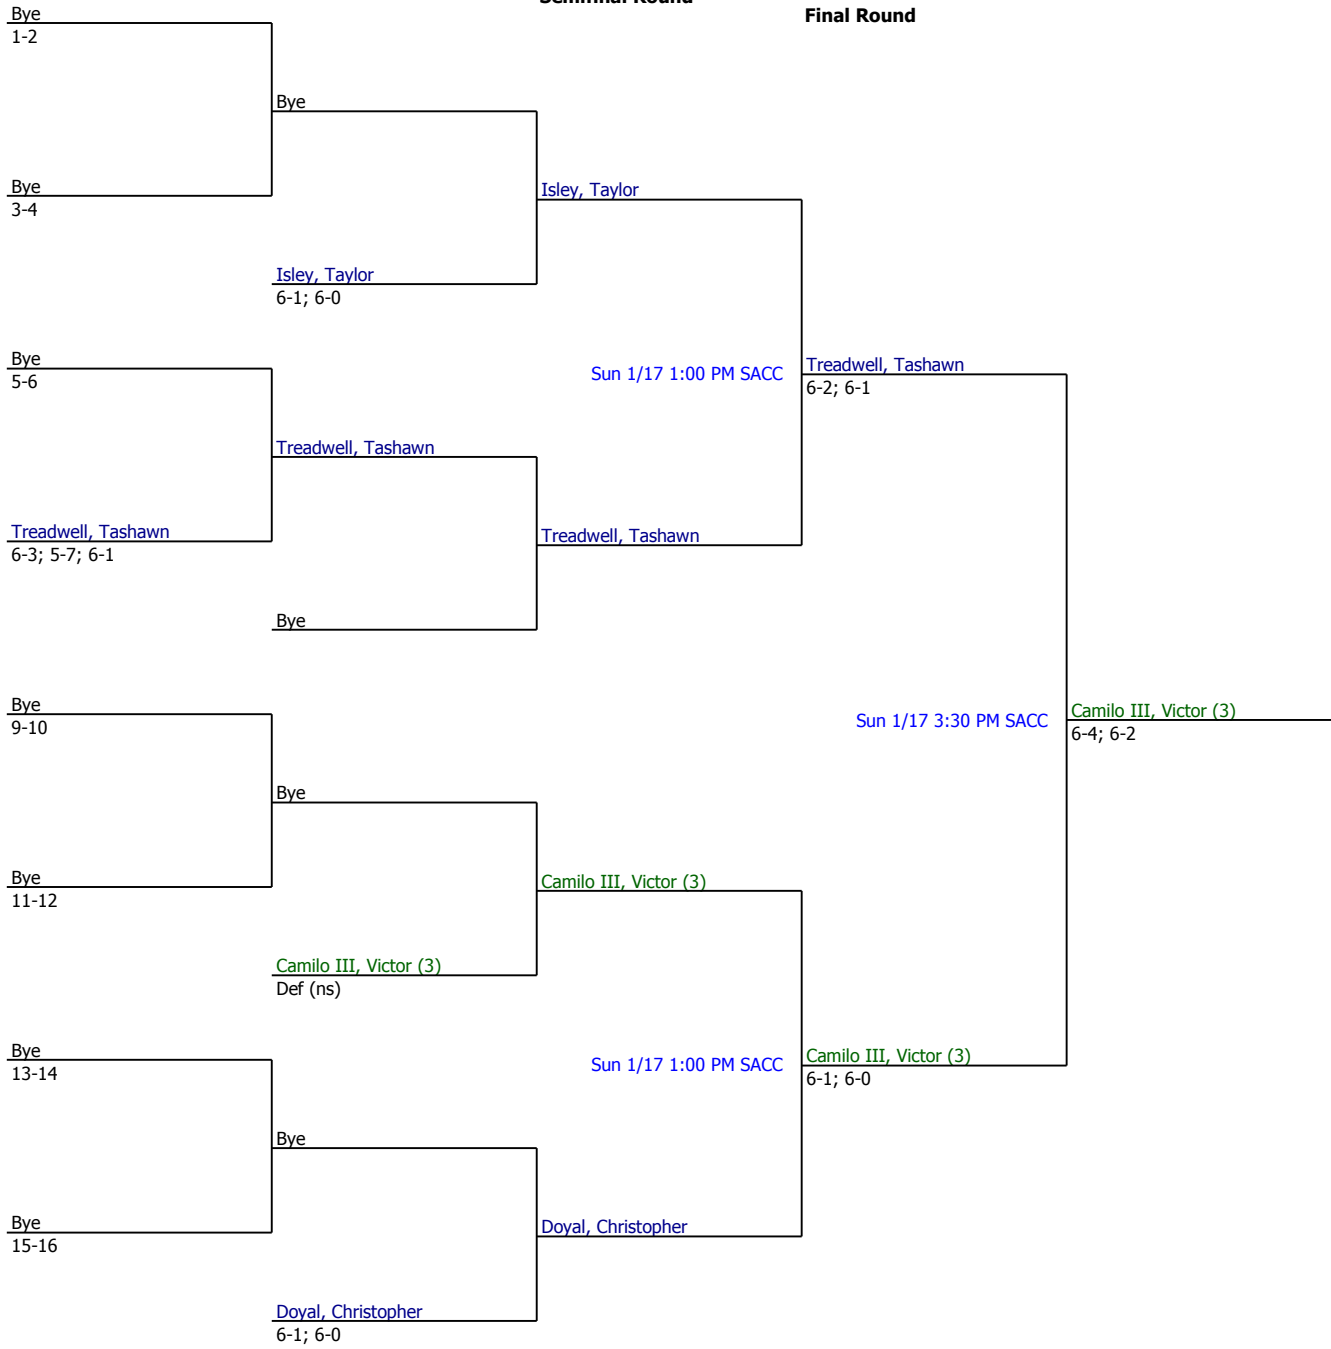 Semifinal Round
Final Round
Bye
1-2
Bye
Bye
3-4
Isley, Taylor
Isley, Taylor
6-1; 6-0
Bye
5-6
Sun 1/17 1:00 PM SACC
Treadwell, Tashawn
6-2; 6-1
Treadwell, Tashawn
Treadwell, Tashawn
6-3; 5-7; 6-1
Treadwell, Tashawn
Bye
Bye
9-10
Sun 1/17 3:30 PM SACC
Camilo III, Victor (3)
6-4; 6-2
Bye
Bye
11-12
Camilo III, Victor (3)
Camilo III, Victor (3)
Def (ns)
Bye
13-14
Sun 1/17 1:00 PM SACC
Camilo III, Victor (3)
6-1; 6-0
Bye
Bye
15-16
Doyal, Christopher
Doyal, Christopher
6-1; 6-0